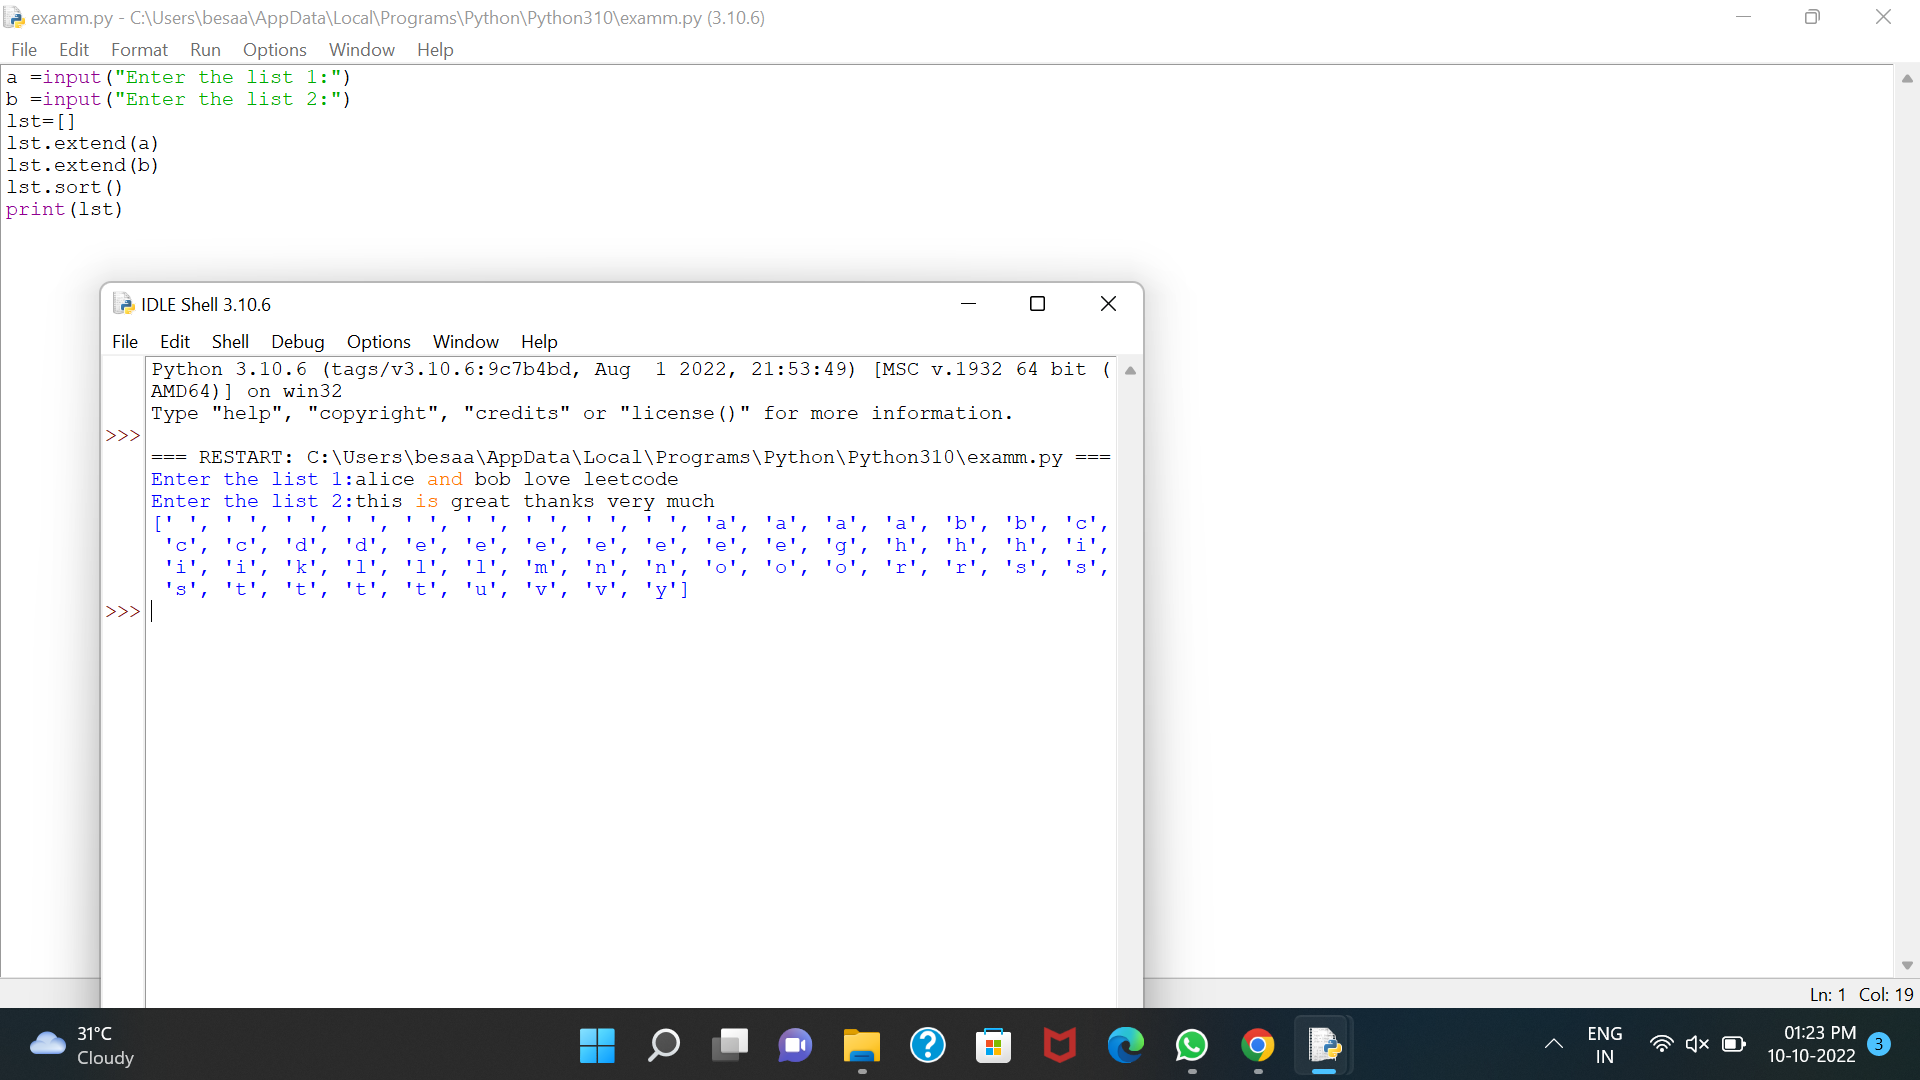 examm.py - C:\Users\besaa\AppData\Local\Programs\Python\Python310\examm.py (3.10.6)
File Edit Format Run Options Window Help
a =input("Enter the list 1:")
b =input("Enter the list 2:")
lst=[]
lst.extend(a)
lst.extend(b)
lst.sort()
print(lst)
IDLE Shell 3.10.6
File Edit Shell Debug Options Window Help
Python 3.10.6 (tags/v3.10.6:9c7b4bd, Aug  1 2022, 21:53:49) [MSC v.1932 64 bit (
AMD64)] on win32
Type "help", "copyright", "credits" or "license()" for more information.
>>>
=== RESTART: C:\Users\besaa\AppData\Local\Programs\Python\Python310\examm.py ===
Enter the list 1:alice and bob love leetcode
Enter the list 2:this is great thanks very much
[' ', ' ', ' ', ' ', ' ', ' ', ' ', ' ', ' ', 'a', 'a', 'a', 'a', 'b', 'b', 'c',
'c', 'c', 'd', 'd', 'e', 'e', 'e', 'e', 'e', 'e', 'e', 'g', 'h', 'h', 'h', 'i',
'i', 'i', 'k', 'l', 'l', 'l', 'm', 'n', 'n', 'o', 'o', 'o', 'r', 'r', 's', 's',
's', 't', 't', 't', 't', 'u', 'v', 'v', 'y']
>>>
Ln: 1 Col: 19
31°C
Cloudy
ENG
IN
01:23 PM
10-10-2022
3